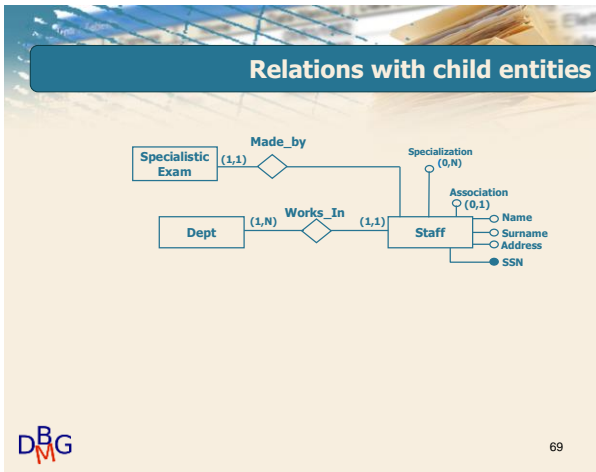 Relations with child entities
Made_by
Specialistic
Exam
(1,1)
Specialization
(0,N)
Association
(0,1)
Works_In
Dept
(1,N)
(1,1)
Staff
Name
Surname
Address
SSN
DBMG
69